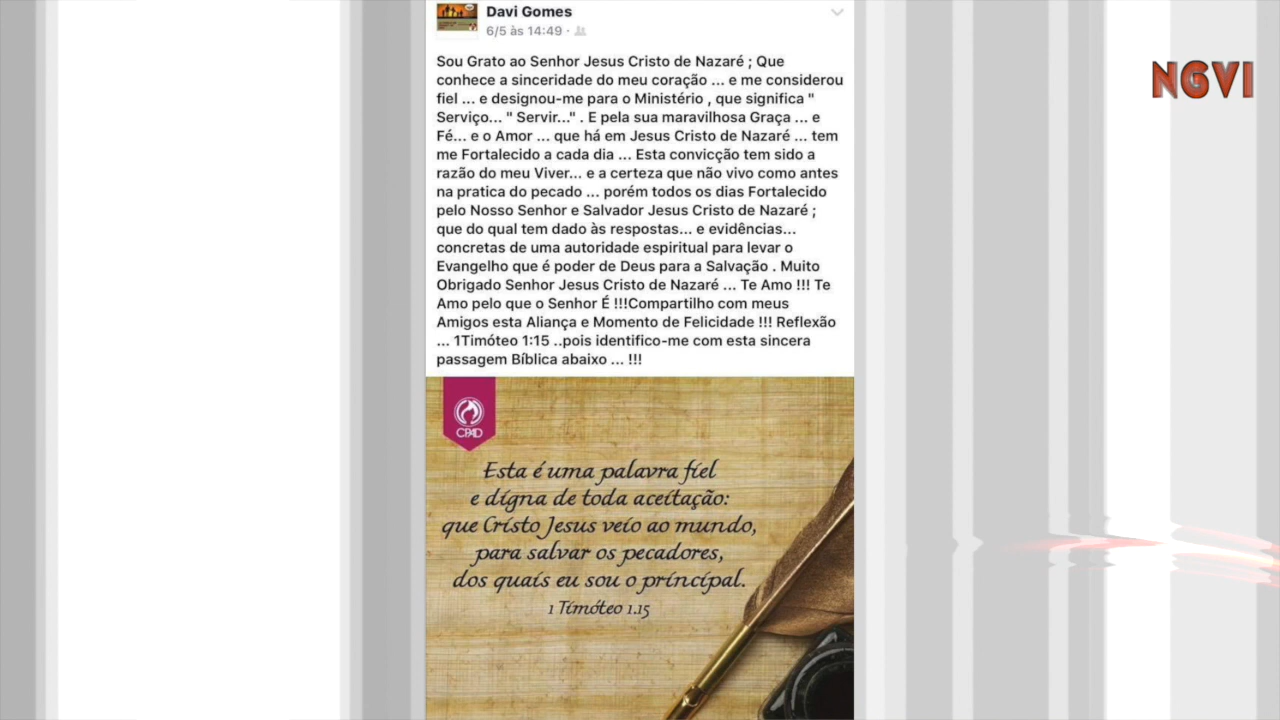 Davi Gomes
6/5 às 14:49 ·
Sou Grato ao Senhor Jesus Cristo de Nazaré ; Que
conhece a sinceridade do meu coração ... e me considerou
fiel ... e designou-me para o Ministério , que significa "
Serviço... " Servir..." . E pela sua maravilhosa Graça ... e
Fé... e o Amor ... que há em Jesus Cristo de Nazaré ... tem
me Fortalecido a cada dia ... Esta convicção tem sido a
razão do meu Viver... e a certeza que não vivo como antes
na pratica do pecado ... porém todos os dias Fortalecido
pelo Nosso Senhor e Salvador Jesus Cristo de Nazaré ;
que do qual tem dado às respostas... e evidências...
concretas de uma autoridade espiritual para levar o
Evangelho que é poder de Deus para a Salvação . Muito
Obrigado Senhor Jesus Cristo de Nazaré ... Te Amo !!! Te
Amo pelo que o Senhor É !!!Compartilho com meus
Amigos esta Aliança e Momento de Felicidade !!! Reflexão
... 1Timóteo 1:15 ..pois identifico-me com esta sincera
passagem Bíblica abaixo ... !!!
CPAD
Esta é uma palavra fiel
e digna de toda aceitação:
que Cristo Jesus veio ao mundo,
para salvar os pecadores,
dos quais eu sou o principal.
1 Timóteo 1.15
NGVI